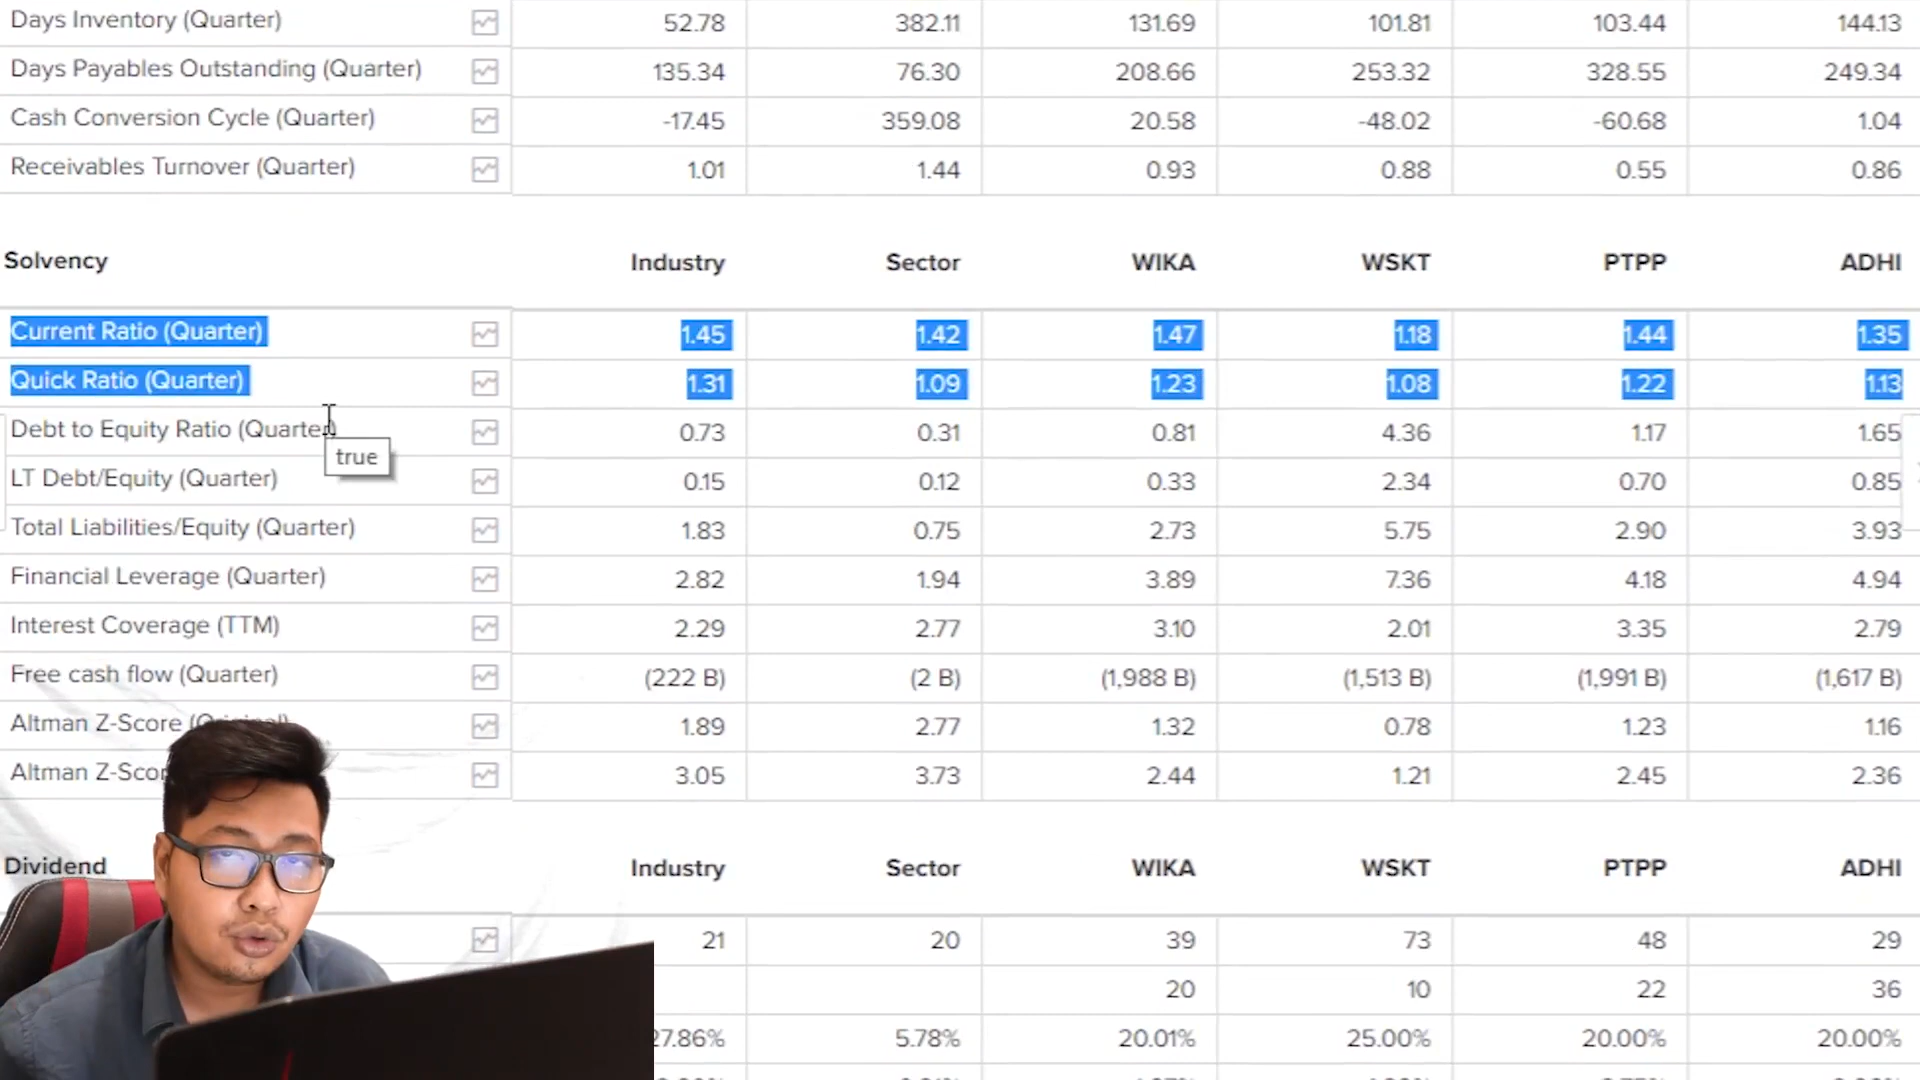 Days Inventory (Quarter) 52.78 382.11 131.69 101.81 103.44 144.13
Days Payables Outstanding (Quarter) 135.34 76.30 208.66 253.32 328.55 249.34
Cash Conversion Cycle (Quarter) -17.45 359.08 20.58 -48.02 -60.68 1.04
Receivables Turnover (Quarter) 1.01 1.44 0.93 0.88 0.55 0.86
Solvency Industry Sector WIKA WSKT PTPP ADHI
Current Ratio (Quarter) 1.45 1.42 1.47 1.18 1.44 1.35
Quick Ratio (Quarter) 1.31 1.09 1.23 1.08 1.22 1.13
Debt to Equity Ratio (Quarter) 0.73 0.31 0.81 4.36 1.17 1.65
true
LT Debt/Equity (Quarter) 0.15 0.12 0.33 2.34 0.70 0.85
Total Liabilities/Equity (Quarter) 1.83 0.75 2.73 5.75 2.90 3.93
Financial Leverage (Quarter) 2.82 1.94 3.89 7.36 4.18 4.94
Interest Coverage (TTM) 2.29 2.77 3.10 2.01 3.35 2.79
Free cash flow (Quarter) (222 B) (2 B) (1,988 B) (1,513 B) (1,991 B) (1,617 B)
Altman Z-Score (Original) 1.89 2.77 1.32 0.78 1.23 1.16
Altman Z-Scor 3.05 3.73 2.44 1.21 2.45 2.36
Dividend Industry Sector WIKA WSKT PTPP ADHI
21 20 39 73 48 29
20 10 22 36
27.86% 5.78% 20.01% 25.00% 20.00% 20.00%